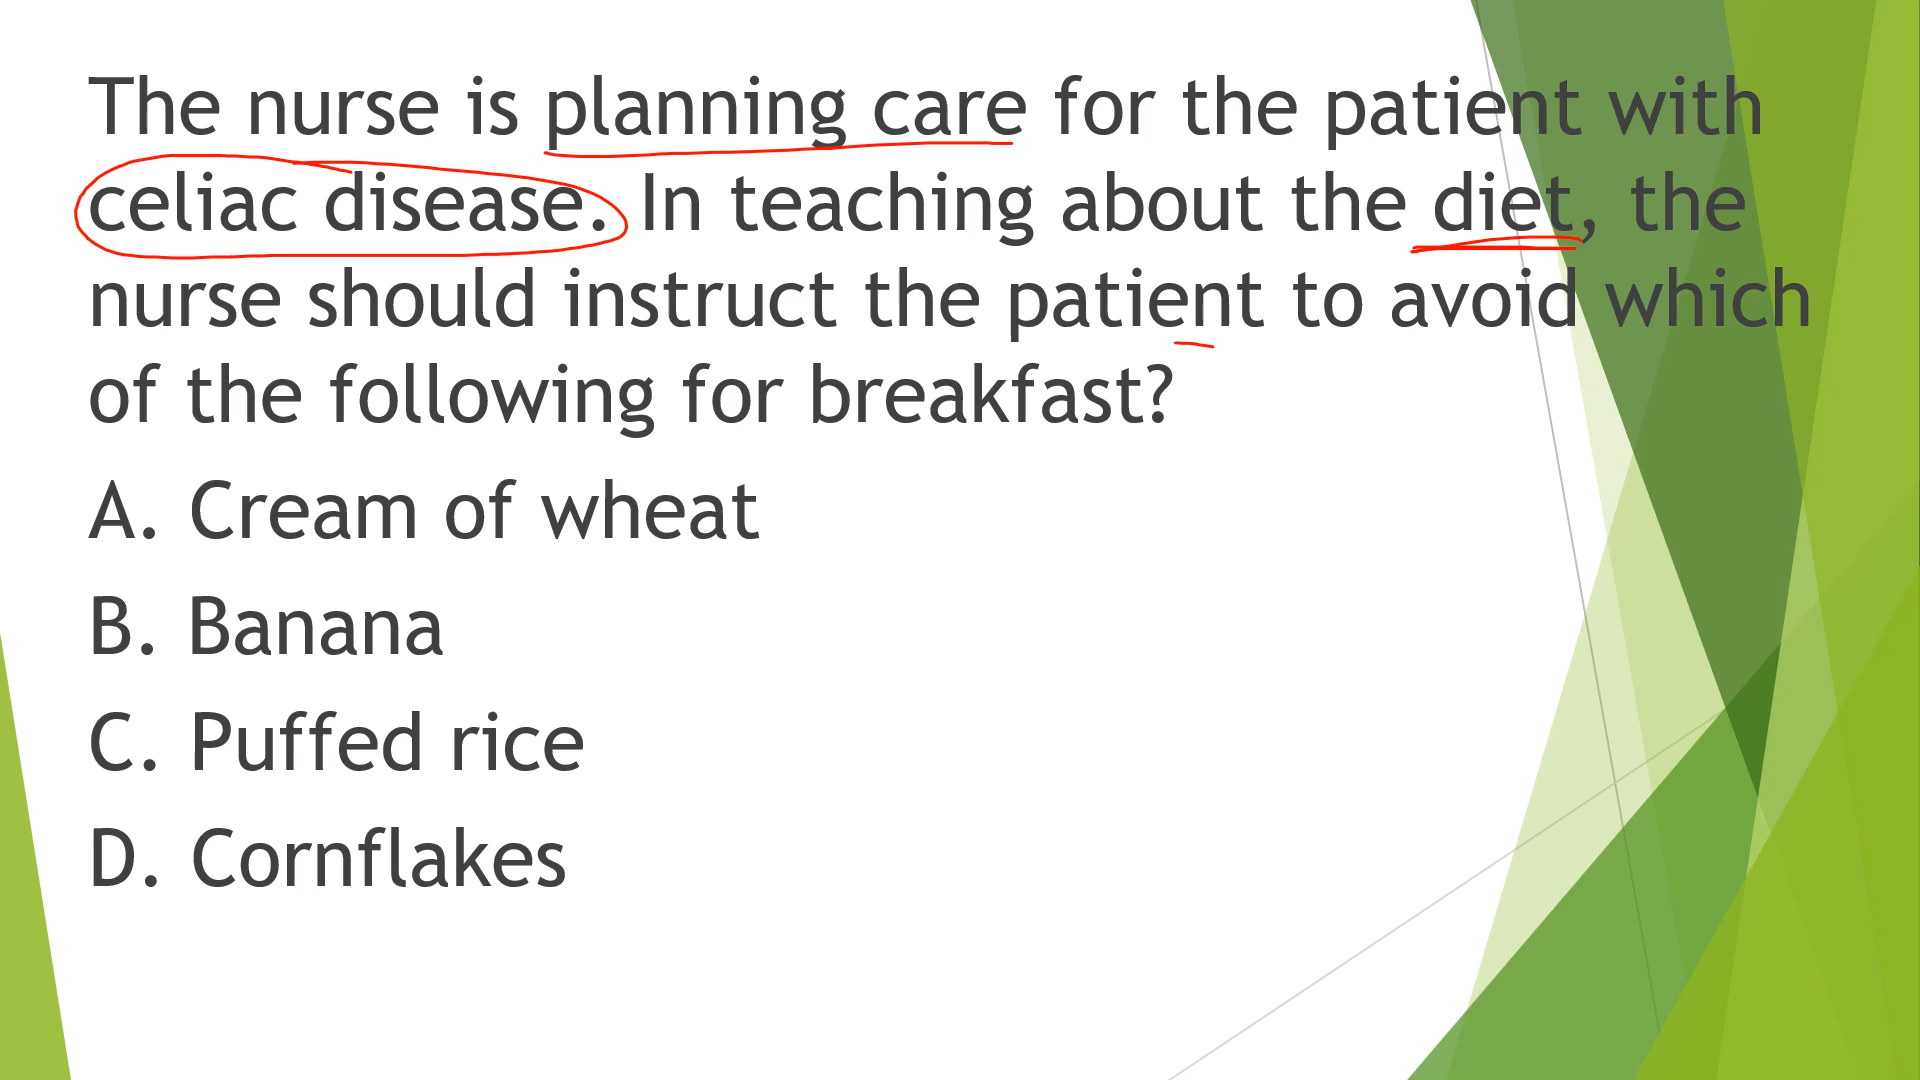 The nurse is planning care for the patient with
celiac disease. In teaching about the diet, the
nurse should instruct the patient to avoid which
of the following for breakfast?
A. Cream of wheat
B. Banana
C. Puffed rice
D. Cornflakes